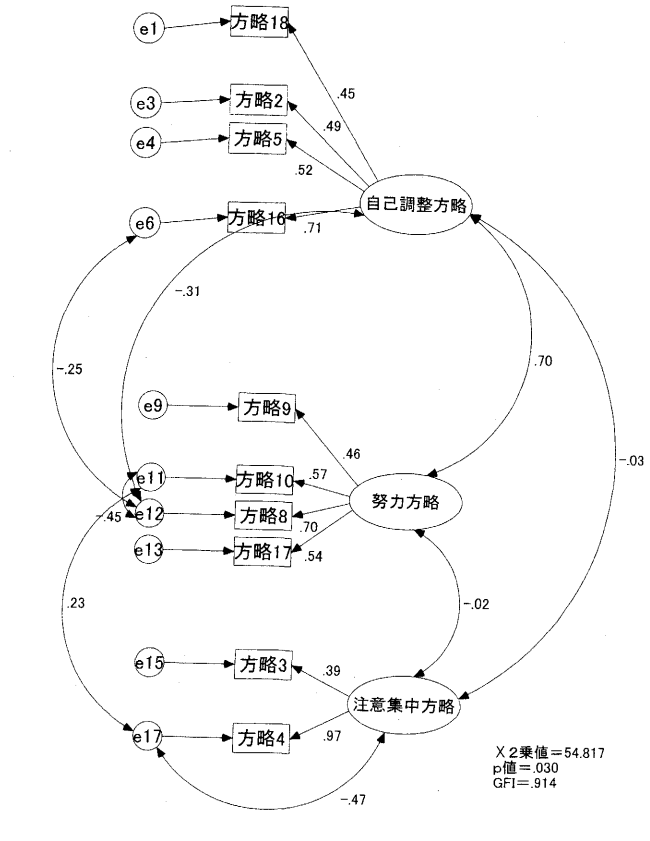 e1
方略18
.45
e3
方略2
.49
e4
方略5
.52
自己調整方略
e6
方略16
.71
-.31
-.25
.70
e9
方略9
.46
-.03
e11
方略10
.57
努力方略
-.45
e12
方略8
.70
e13
方略17
.54
.23
-.02
e15
方略3
.39
注意集中方略
e17
方略4
.97
-.47
X2乗値=54.817
p値=.030
GFI=.914